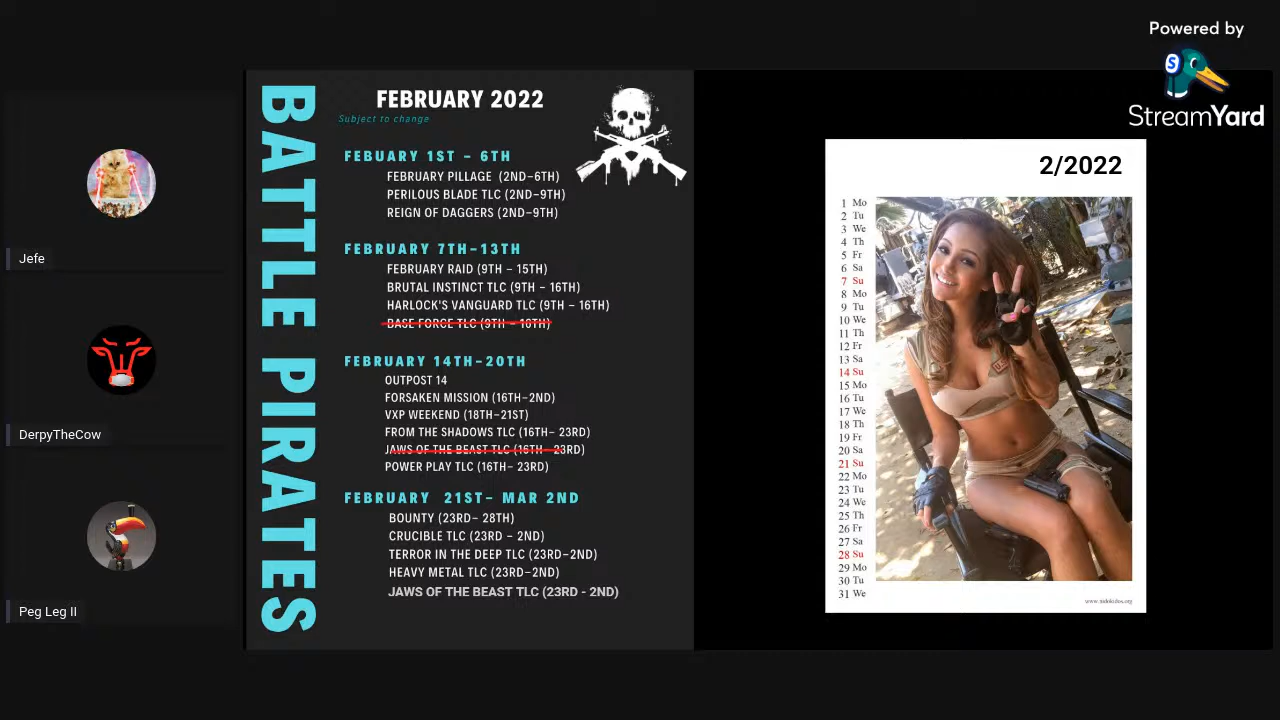 Powered by
S
StreamYard
Jefe
DerpyTheCow
Peg Leg II
BATTLE PIRATES
FEBRUARY 2022
Subject to change
FEBUARY 1ST - 6TH
FEBRUARY PILLAGE (2ND-6TH)
PERILOUS BLADE TLC (2ND-9TH)
REIGN OF DAGGERS (2ND-9TH)
FEBRUARY 7TH-13TH
FEBRUARY RAID (9TH - 15TH)
BRUTAL INSTINCT TLC (9TH - 16TH)
HARLOCK'S VANGUARD TLC (9TH - 16TH)
BASE FORCE TLC (9TH - 16TH)
FEBRUARY 14TH-20TH
OUTPOST 14
FORSAKEN MISSION (16TH-2ND)
VXP WEEKEND (18TH-21ST)
FROM THE SHADOWS TLC (16TH- 23RD)
JAWS OF THE BEAST TLC (16TH- 23RD)
POWER PLAY TLC (16TH- 23RD)
FEBRUARY 21ST- MAR 2ND
BOUNTY (23RD- 28TH)
CRUCIBLE TLC (23RD - 2ND)
TERROR IN THE DEEP TLC (23RD-2ND)
HEAVY METAL TLC (23RD-2ND)
JAWS OF THE BEAST TLC (23RD - 2ND)
2/2022
1 Mo
2 Tu
3 We
4 Th
5 Fr
6 Sa
7 Su
8 Mo
9 Tu
10 We
11 Th
12 Fr
13 Sa
14 Su
15 Mo
16 Tu
17 We
18 Th
19 Fr
20 Sa
21 Su
22 Mo
23 Tu
24 We
25 Th
26 Fr
27 Sa
28 Su
29 Mo
30 Tu
31 We